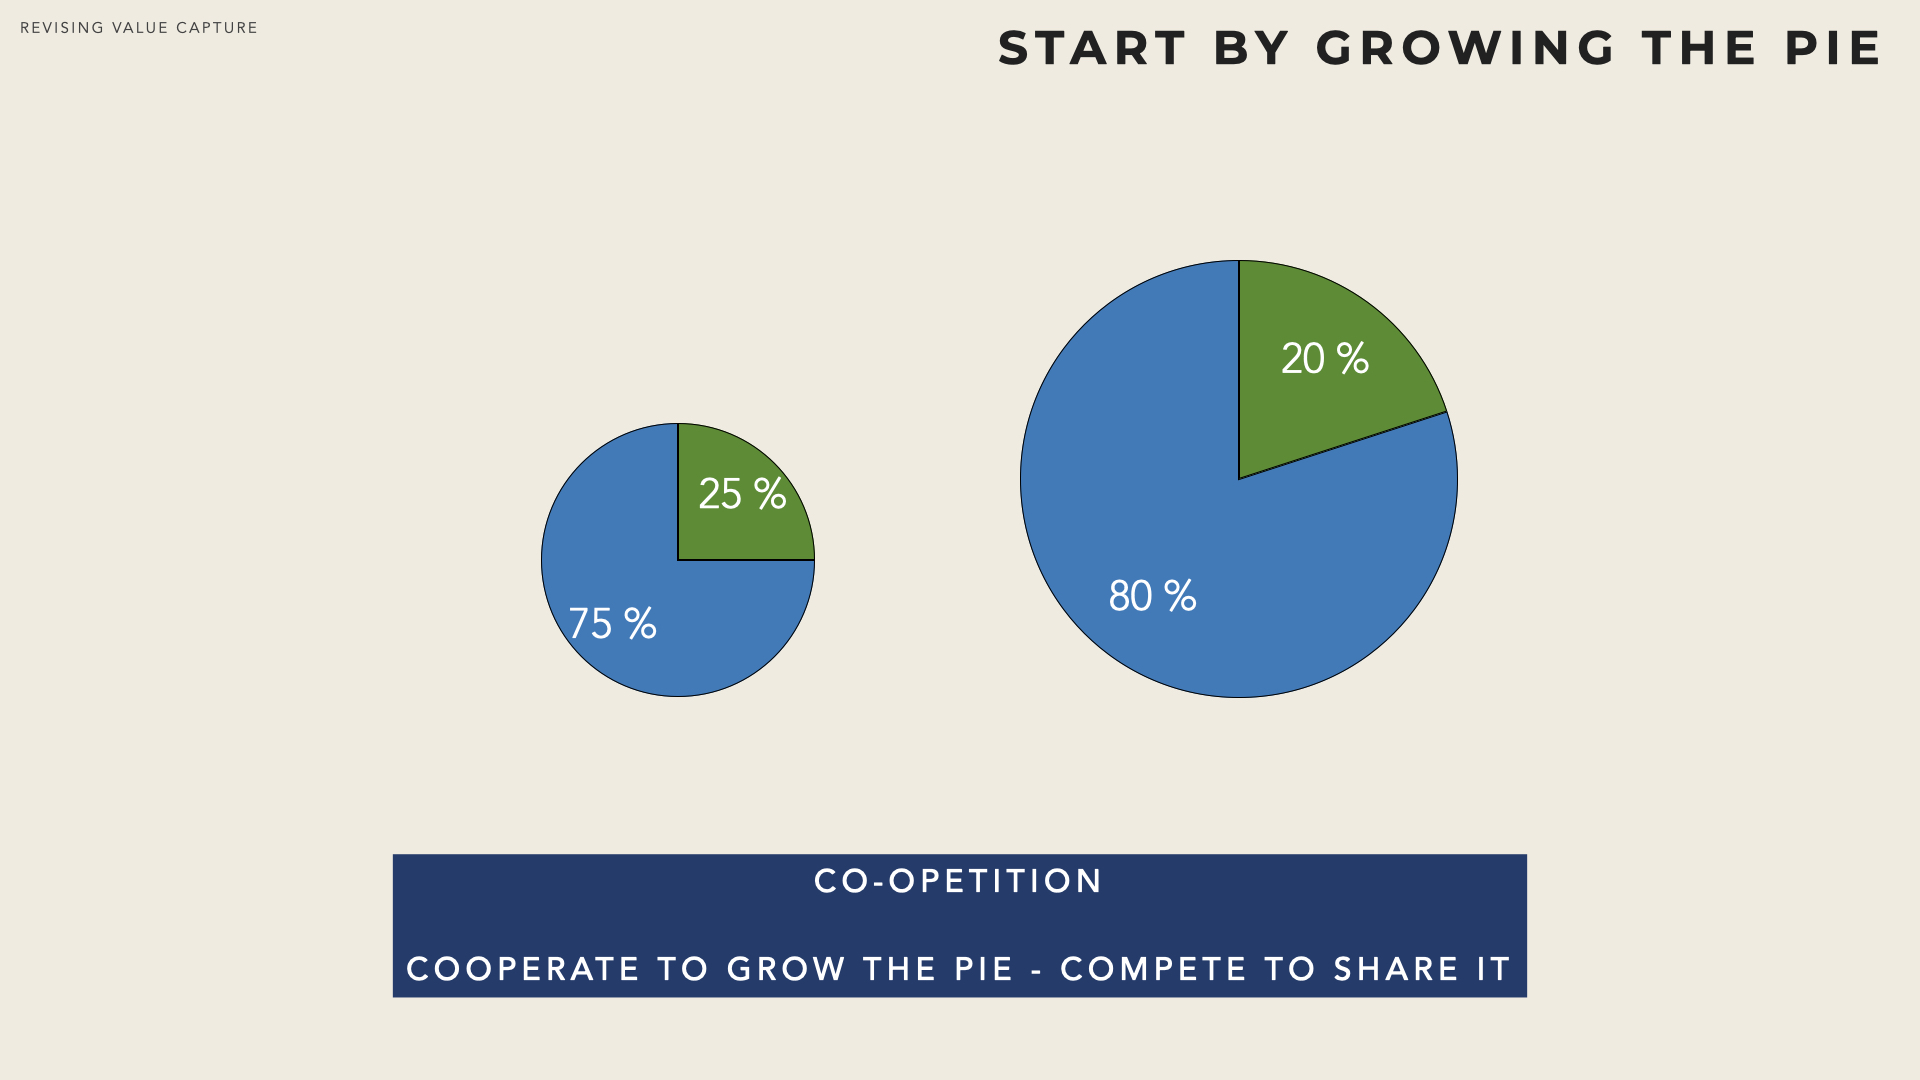 REVISING VALUE CAPTURE
START BY GROWING THE PIE
25 %
75 %
20 %
80 %
CO-OPETITION
COOPERATE TO GROW THE PIE - COMPETE TO SHARE IT